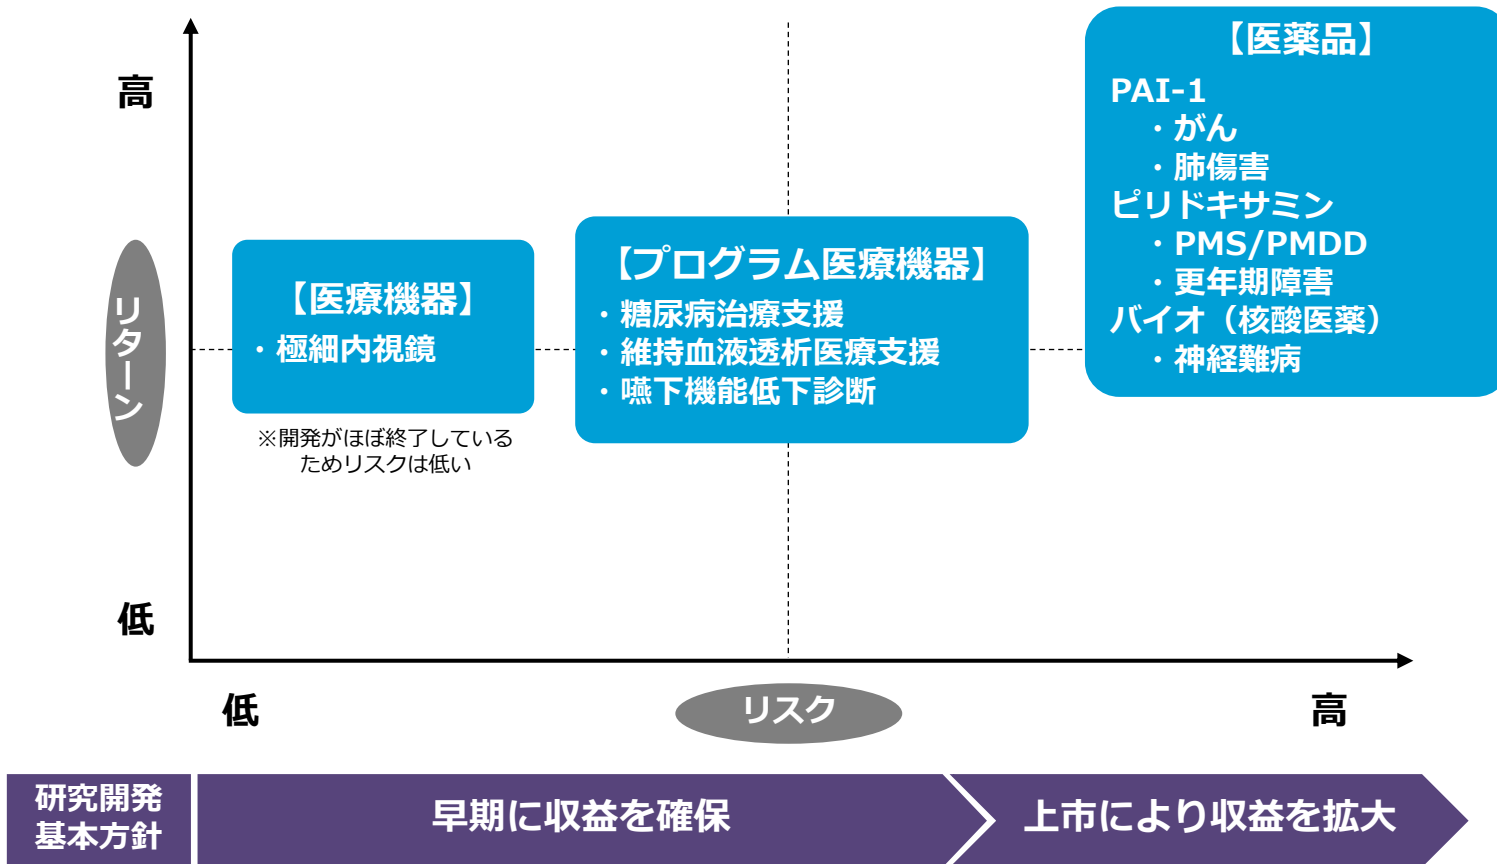 高
リターン
低
【医療機器】
・極細内視鏡
※開発がほぼ終了している
ためリスクは低い
【プログラム医療機器】
・糖尿病治療支援
・維持血液透析医療支援
・嚥下機能低下診断
【医薬品】
PAI-1
・がん
・肺傷害
ピリドキサミン
・PMS/PMDD
・更年期障害
バイオ（核酸医薬）
・神経難病
低
リスク
高
研究開発
基本方針
早期に収益を確保
上市により収益を拡大